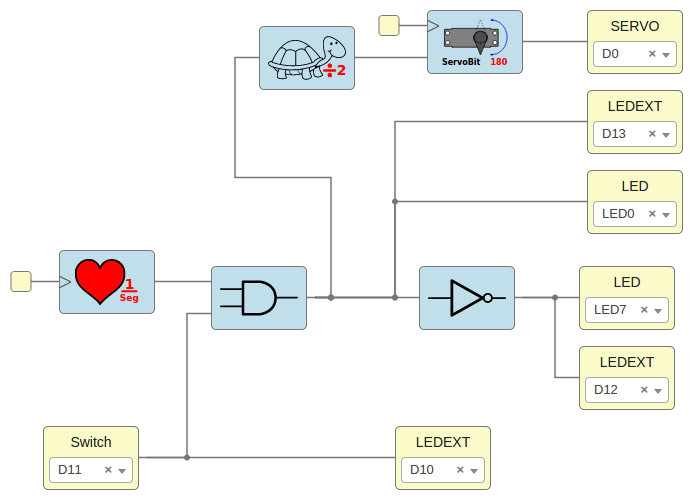 ÷2
ServoBit 180
SERVO
D0 ×
LEDEXT
D13 ×
LED
LED0 ×
1
Seg
LED
LED7 ×
LEDEXT
D12 ×
Switch
D11 ×
LEDEXT
D10 ×